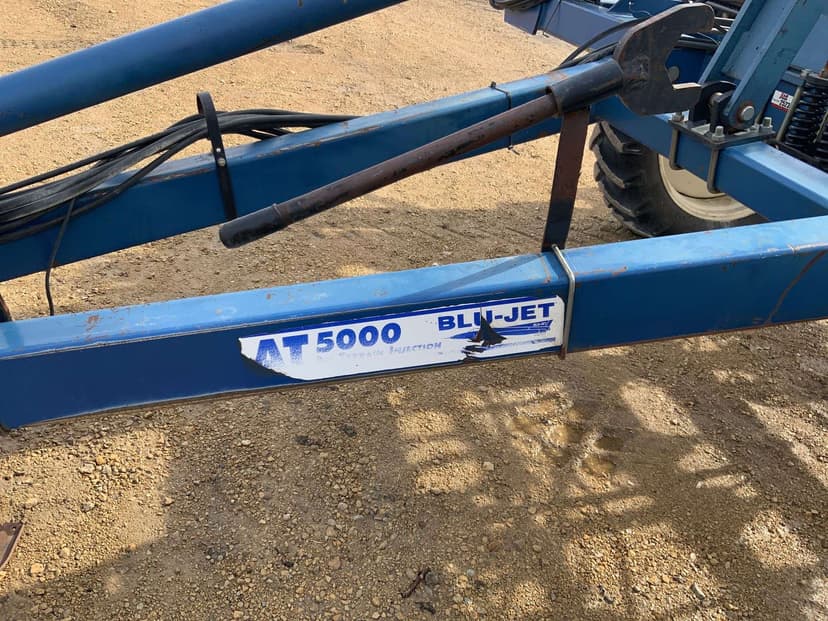 AT 5000 BLU-JET
Terrain Injection